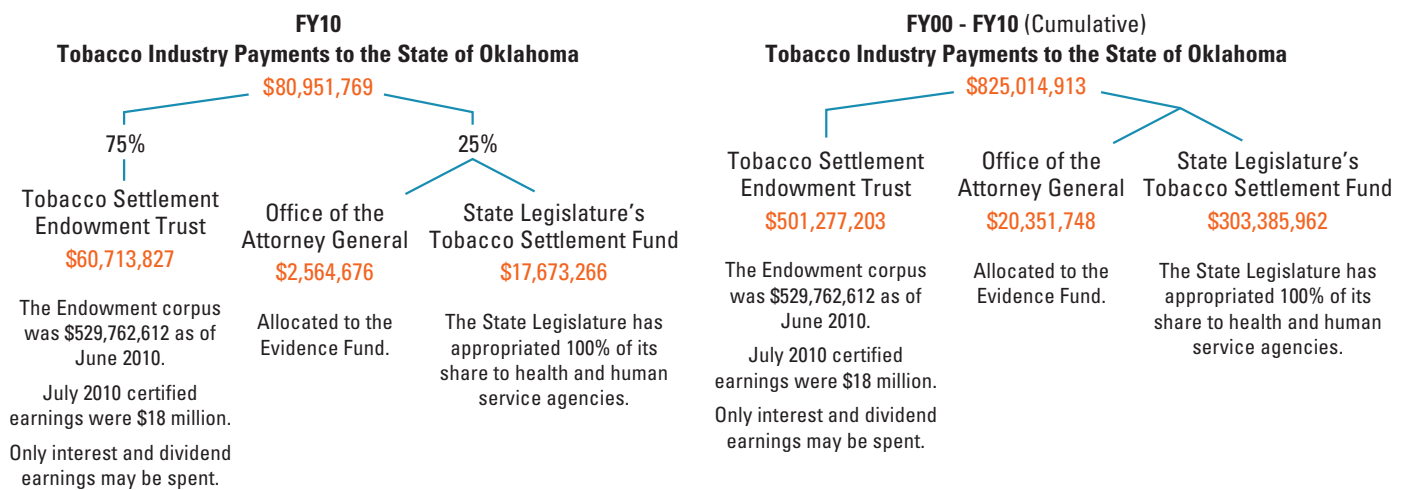 FY10
Tobacco Industry Payments to the State of Oklahoma
$80,951,769
75%
Tobacco Settlement
Endowment Trust
$60,713,827
The Endowment corpus
was $529,762,612 as of
June 2010.
July 2010 certified
earnings were $18 million.
Only interest and dividend
earnings may be spent.
25%
Office of the
Attorney General
$2,564,676
Allocated to the
Evidence Fund.
State Legislature’s
Tobacco Settlement Fund
$17,673,266
The State Legislature has
appropriated 100% of its
share to health and human
service agencies.
FY00 - FY10 (Cumulative)
Tobacco Industry Payments to the State of Oklahoma
$825,014,913
Tobacco Settlement
Endowment Trust
$501,277,203
The Endowment corpus
was $529,762,612 as of
June 2010.
July 2010 certified
earnings were $18 million.
Only interest and dividend
earnings may be spent.
Office of the
Attorney General
$20,351,748
Allocated to the
Evidence Fund.
State Legislature’s
Tobacco Settlement Fund
$303,385,962
The State Legislature has
appropriated 100% of its
share to health and human
service agencies.